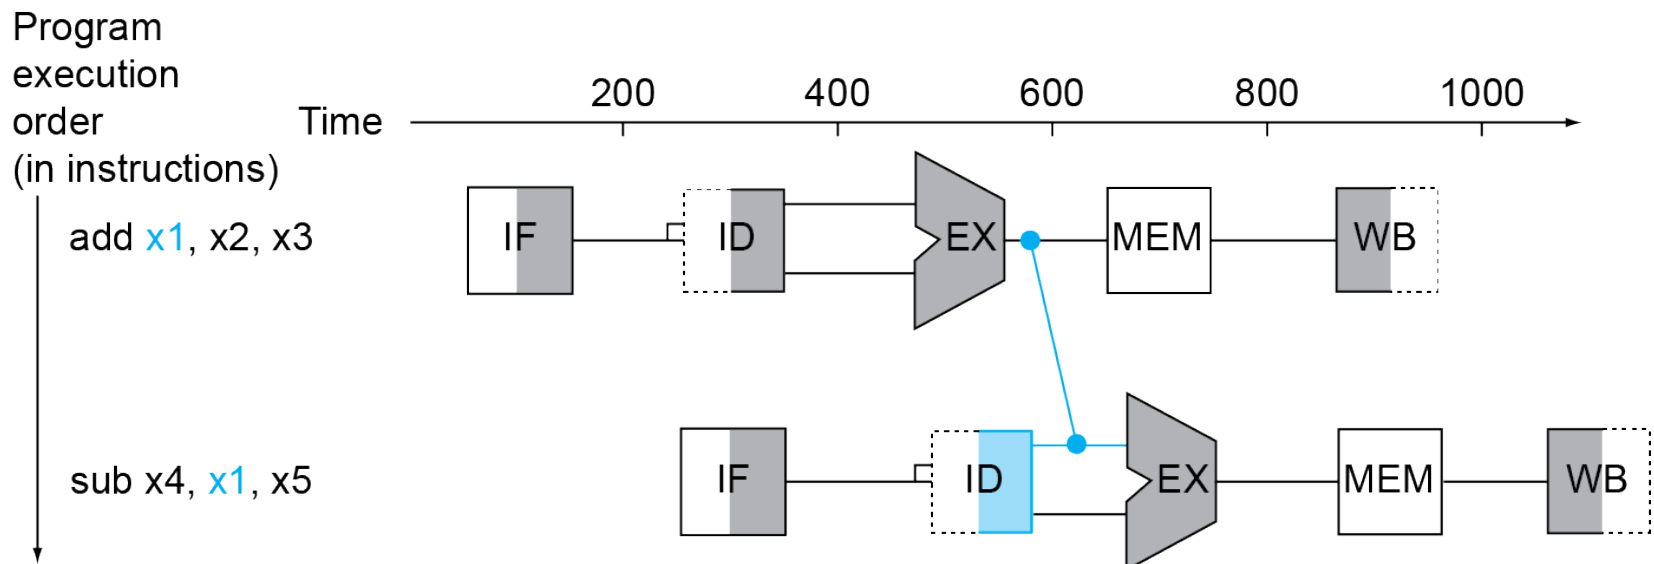 Program
execution
order
(in instructions)
Time
200 400 600 800 1000
add x1, x2, x3
IF ID EX MEM WB
sub x4, x1, x5
IF ID EX MEM WB